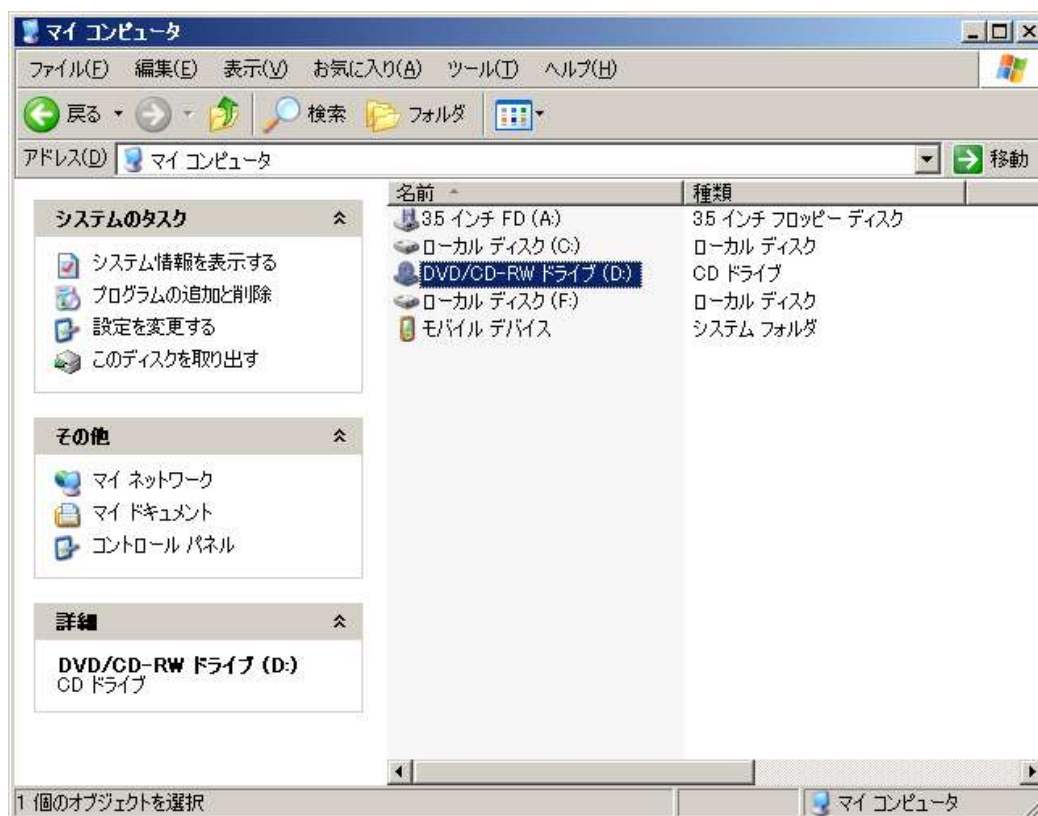 マイ コンピュータ
ファイル(F) 編集(E) 表示(V) お気に入り(A) ツール(T) ヘルプ(H)
戻る 検索 フォルダ
アドレス(D) マイ コンピュータ 移動
システムのタスク
システム情報を表示する
プログラムの追加と削除
設定を変更する
このディスクを取り出す
その他
マイ ネットワーク
マイ ドキュメント
コントロール パネル
詳細
DVD/CD-RW ドライブ (D:)
CD ドライブ
名前 種類
3.5 インチ FD (A:) 3.5 インチ フロッピー ディスク
ローカル ディスク (C:) ローカル ディスク
DVD/CD-RW ドライブ (D:) CD ドライブ
ローカル ディスク (F:) ローカル ディスク
モバイル デバイス システム フォルダ
1 個のオブジェクトを選択 マイ コンピュータ